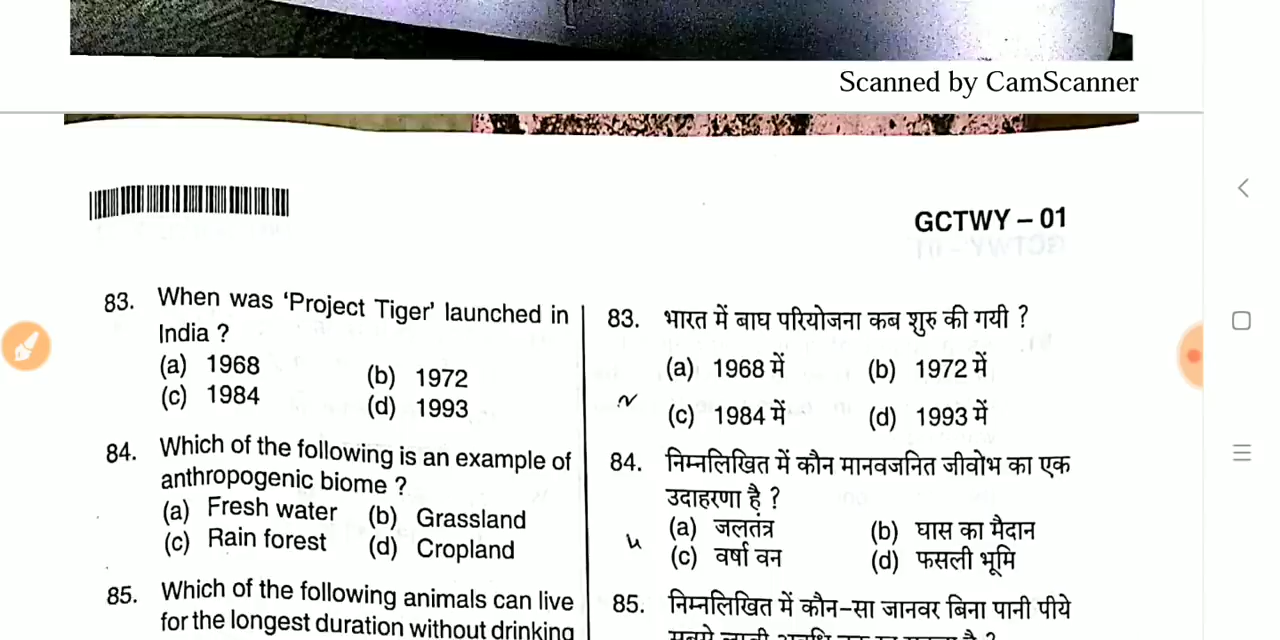 Scanned by CamScanner
GCTWY – 01
83. When was ‘Project Tiger’ launched in
India ?
(a) 1968 (b) 1972
(c) 1984 (d) 1993
84. Which of the following is an example of
anthropogenic biome ?
(a) Fresh water (b) Grassland
(c) Rain forest (d) Cropland
85. Which of the following animals can live
for the longest duration without drinking
83. भारत में बाघ परियोजना कब शुरु की गयी ?
(a) 1968 में (b) 1972 में
(c) 1984 में (d) 1993 में
84. निम्नलिखित में कौन मानवजनित जीवोभ का एक
उदाहरणा है ?
(a) जलतंत्र (b) घास का मैदान
(c) वर्षा वन (d) फसली भूमि
85. निम्नलिखित में कौन-सा जानवर बिना पानी पीये